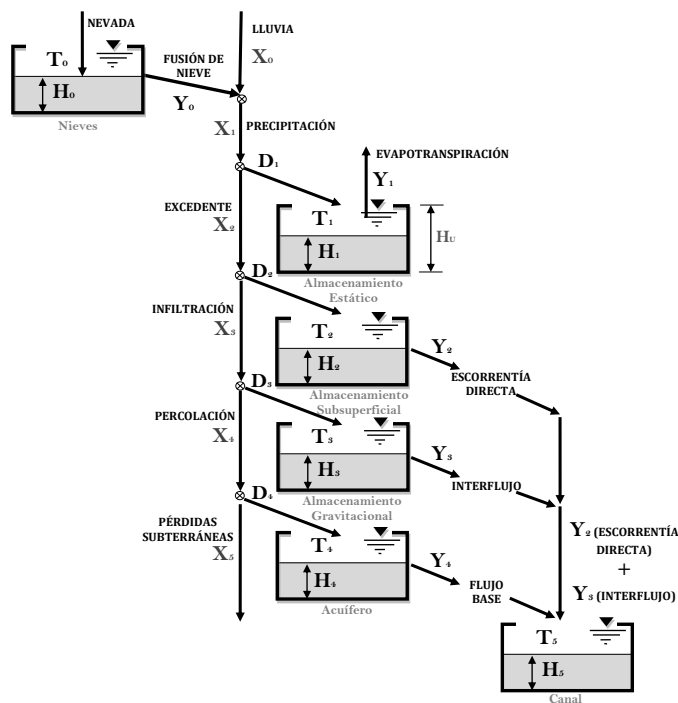 NEVADA
T₀
H₀
Nieves
FUSIÓN DE
NIEVE
Y₀
LLUVIA
X₀
X₁
PRECIPITACIÓN
D₁
EVAPOTRANSPIRACIÓN
Y₁
EXCEDENTE
X₂
T₁
H₁
H_U
Almacenamiento
Estático
D₂
INFILTRACIÓN
X₃
T₂
H₂
Almacenamiento
Subsuperficial
Y₂
ESCORRENTÍA
DIRECTA
D₃
PERCOLACIÓN
X₄
T₃
H₃
Almacenamiento
Gravitacional
Y₃
INTERFLUJO
D₄
PÉRDIDAS
SUBTERRÁNEAS
X₅
T₄
H₄
Acuífero
Y₄
FLUJO
BASE
Y₂ (ESCORRENTÍA
DIRECTA)
+
Y₃ (INTERFLUJO)
T₅
H₅
Canal